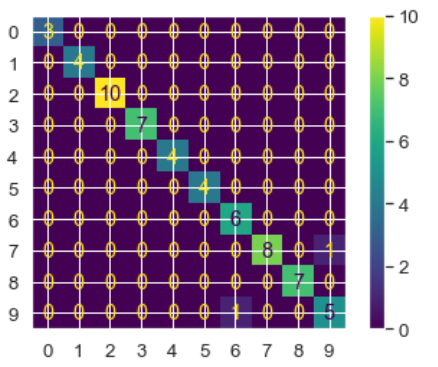 0 3 0 0 0 0 0 0 0 0 0
1 0 4 0 0 0 0 0 0 0 0
2 0 0 10 0 0 0 0 0 0 0
3 0 0 0 7 0 0 0 0 0 0
4 0 0 0 0 4 0 0 0 0 0
5 0 0 0 0 0 4 0 0 0 0
6 0 0 0 0 0 0 6 0 0 0
7 0 0 0 0 0 0 0 8 0 1
8 0 0 0 0 0 0 0 0 7 0
9 0 0 0 0 0 0 1 0 0 5
0 1 2 3 4 5 6 7 8 9
10
8
6
4
2
0